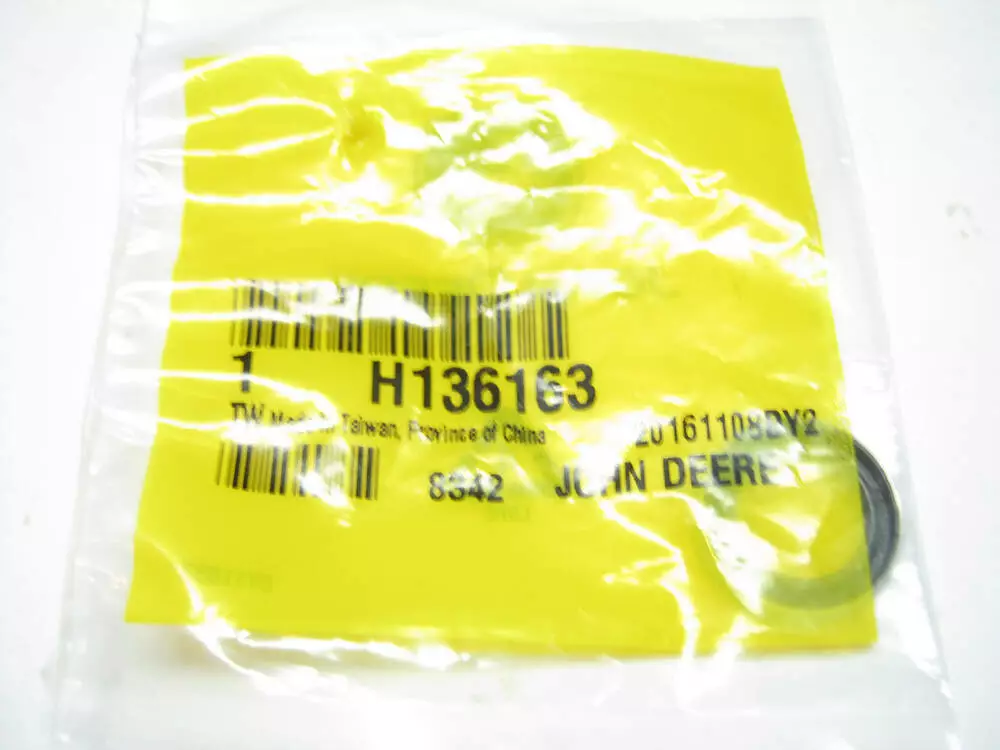 1 H136163
TW Made in Taiwan, Province of China 20161108DY2
8342 JOHN DEERE